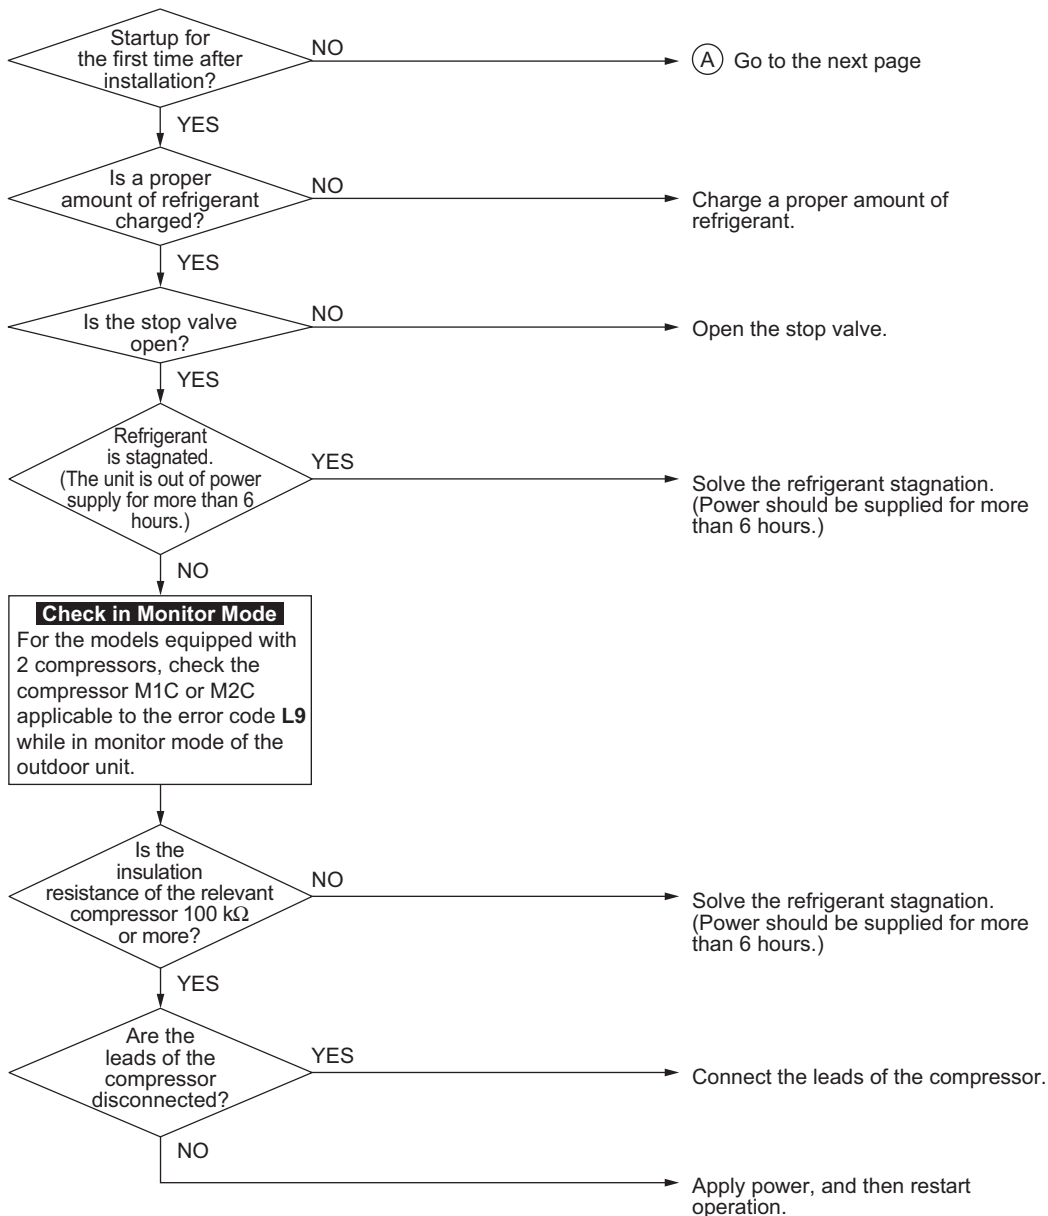 Startup for
the first time after
installation?
NO
A Go to the next page
YES
Is a proper
amount of refrigerant
charged?
NO
Charge a proper amount of
refrigerant.
YES
Is the stop valve
open?
NO
Open the stop valve.
YES
Refrigerant
is stagnated.
(The unit is out of power
supply for more than 6
hours.)
YES
Solve the refrigerant stagnation.
(Power should be supplied for more
than 6 hours.)
NO
Check in Monitor Mode
For the models equipped with
2 compressors, check the
compressor M1C or M2C
applicable to the error code L9
while in monitor mode of the
outdoor unit.
Is the
insulation
resistance of the relevant
compressor 100 kΩ
or more?
NO
Solve the refrigerant stagnation.
(Power should be supplied for more
than 6 hours.)
YES
Are the
leads of the
compressor
disconnected?
YES
Connect the leads of the compressor.
NO
Apply power, and then restart
operation.